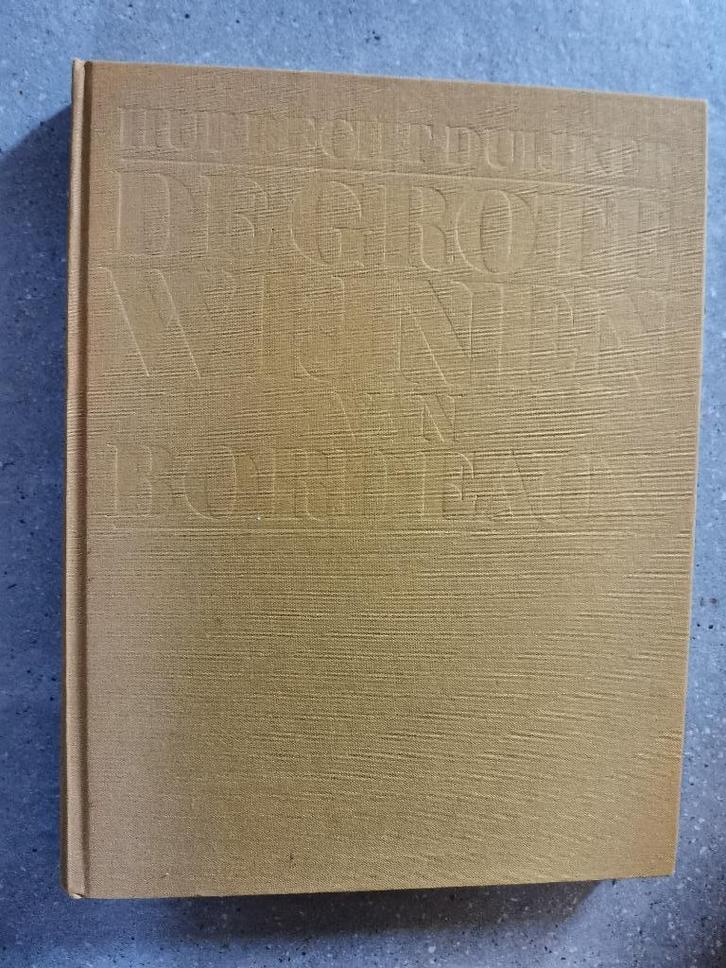 HUBRECHT DUIJKER
DE GROTE
WIJNEN
VAN
BORDEAUX